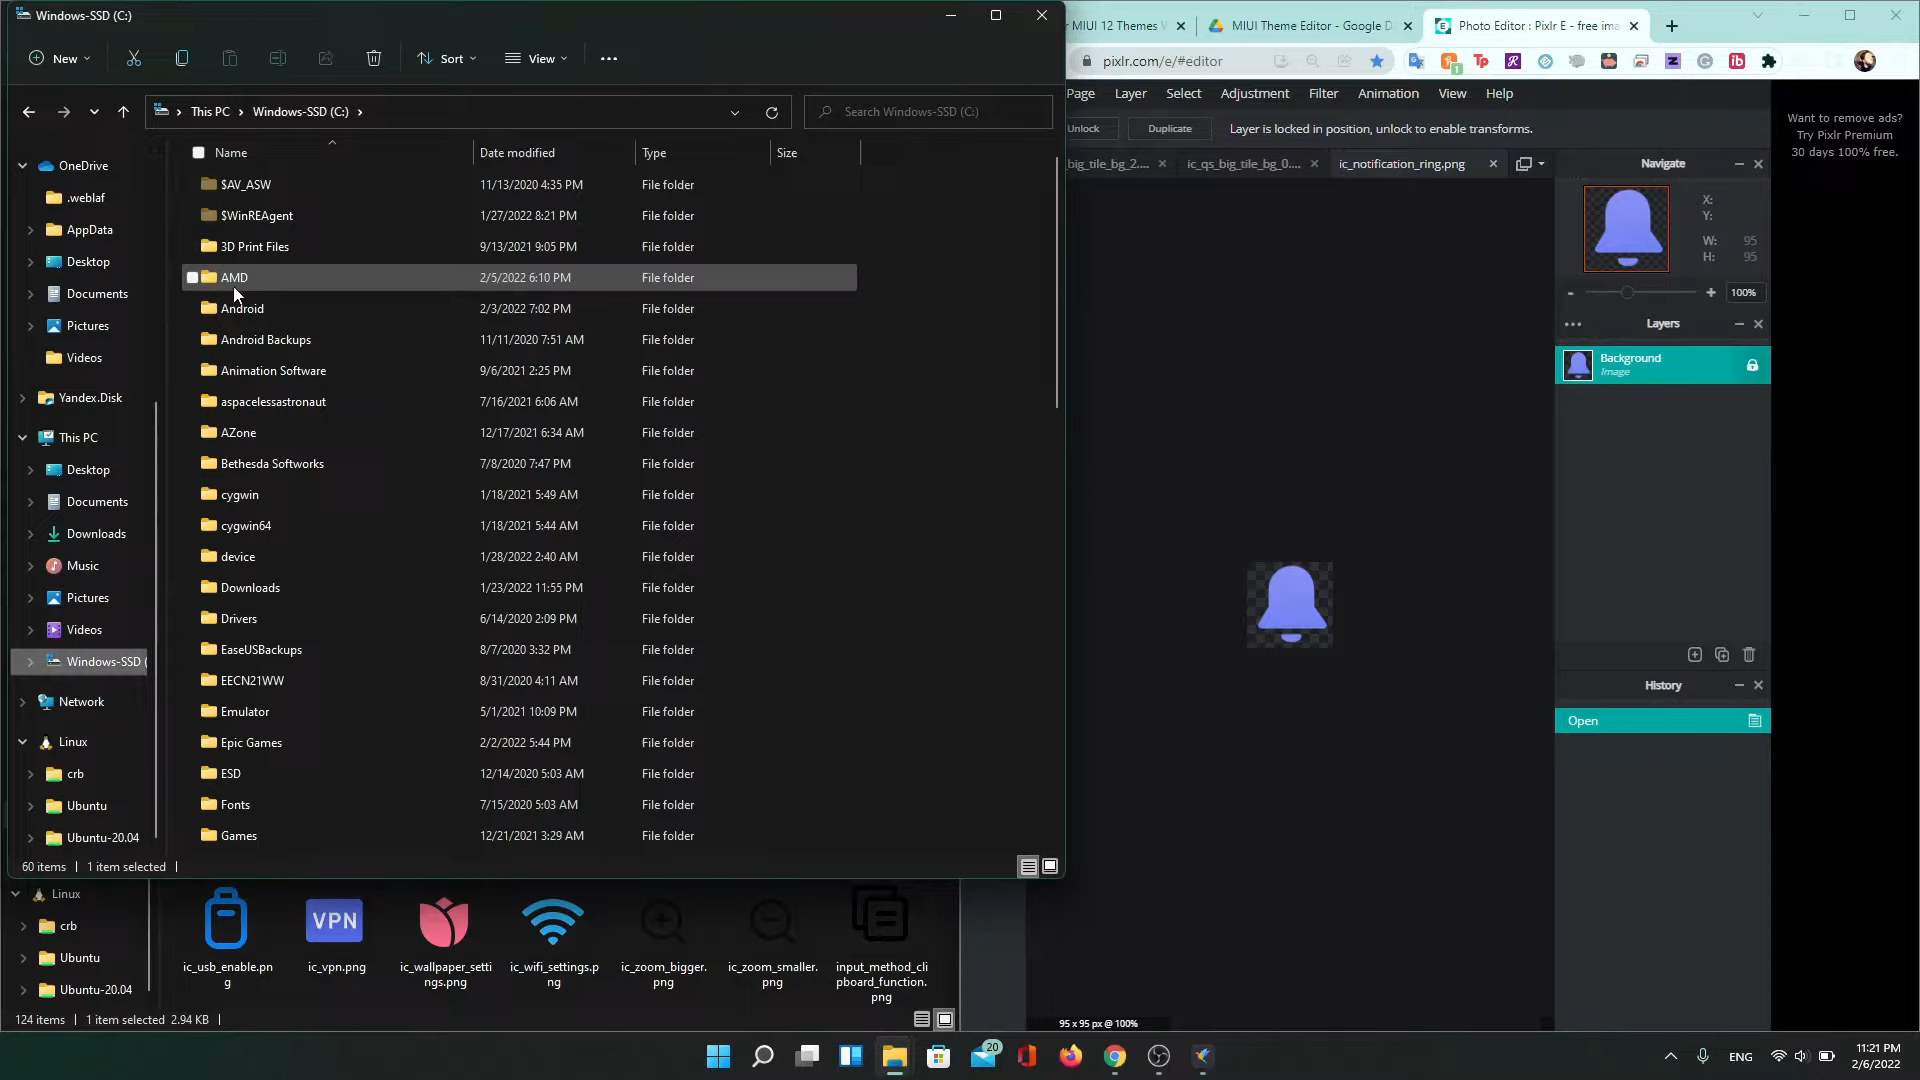 Windows-SSD (C:)
New
Sort
View
This PC
Windows-SSD (C:)
Search Windows-SSD (C:)
Name
Date modified
Type
Size
OneDrive
.weblaf
AppData
Desktop
Documents
Pictures
Videos
Yandex.Disk
This PC
Desktop
Documents
Downloads
Music
Pictures
Videos
Windows-SSD (
Network
Linux
crb
Ubuntu
Ubuntu-20.04
$AV_ASW 11/13/2020 4:35 PM File folder
$WinREAgent 1/27/2022 8:21 PM File folder
3D Print Files 9/13/2021 9:05 PM File folder
AMD 2/5/2022 6:10 PM File folder
Android 2/3/2022 7:02 PM File folder
Android Backups 11/11/2020 7:51 AM File folder
Animation Software 9/6/2021 2:25 PM File folder
aspacelessastronaut 7/16/2021 6:06 AM File folder
AZone 12/17/2021 6:34 AM File folder
Bethesda Softworks 7/8/2020 7:47 PM File folder
cygwin 1/18/2021 5:49 AM File folder
cygwin64 1/18/2021 5:44 AM File folder
device 1/28/2022 2:40 AM File folder
Downloads 1/23/2022 11:55 PM File folder
Drivers 6/14/2020 2:09 PM File folder
EaseUSBackups 8/7/2020 3:32 PM File folder
EECN21WW 8/31/2020 4:11 AM File folder
Emulator 5/1/2021 10:09 PM File folder
Epic Games 2/2/2022 5:44 PM File folder
ESD 12/14/2020 5:03 AM File folder
Fonts 7/15/2020 5:03 AM File folder
Games 12/21/2021 3:29 AM File folder
60 items
1 item selected
Linux
crb
Ubuntu
Ubuntu-20.04
VPN
ic_usb_enable.pn
g
ic_vpn.png
ic_wallpaper_setti
ngs.png
ic_wifi_settings.p
ng
ic_zoom_bigger.
png
ic_zoom_smaller.
png
input_method_cli
pboard_function.
png
124 items
1 item selected 2.94 KB
MIUI 12 Themes
MIUI Theme Editor - Google D
Photo Editor : Pixlr E - free ima
pixlr.com/e/#editor
Page
Layer
Select
Adjustment
Filter
Animation
View
Help
Unlock
Duplicate
Layer is locked in position, unlock to enable transforms.
big_tile_bg_2....
ic_qs_big_tile_bg_0....
ic_notification_ring.png
Navigate
X:
Y:
W: 95
H: 95
100%
Layers
Background
Image
History
Open
95 x 95 px @ 100%
Want to remove ads?
Try Pixlr Premium
30 days 100% free.
20
ENG
11:21 PM
2/6/2022